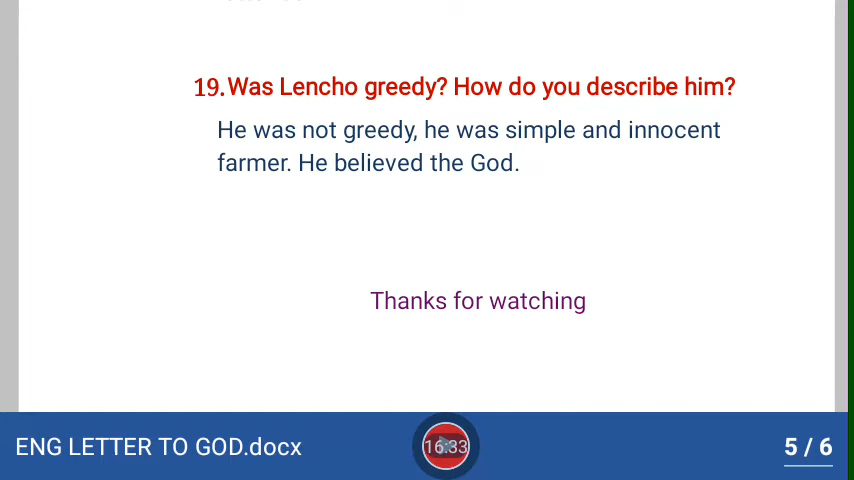 19. Was Lencho greedy? How do you describe him?
He was not greedy, he was simple and innocent
farmer. He believed the God.
Thanks for watching
ENG LETTER TO GOD.docx
16:33
5 / 6